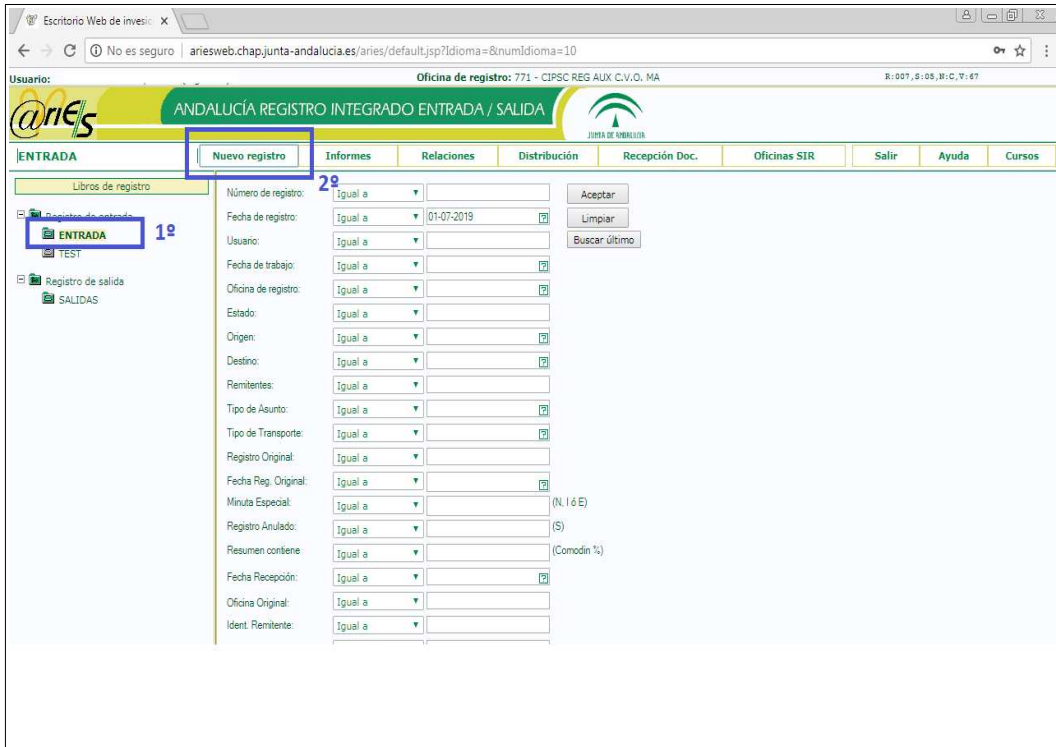 Escritorio Web de invesic
No es seguro | ariesweb.chap.junta-andalucia.es/aries/default.jsp?Idioma=&numIdioma=10
Usuario: Oficina de registro: 771 - CIPSC REG AUX C.V.O. MA R:007,S:05,N:C,V:67
@rieS ANDALUCÍA REGISTRO INTEGRADO ENTRADA / SALIDA JUNTA DE ANDALUCIA
ENTRADA Nuevo registro Informes Relaciones Distribución Recepción Doc. Oficinas SIR Salir Ayuda Cursos
Libros de registro
Registro de entrada
ENTRADA
TEST
Registro de salida
SALIDAS
1º
2º
Número de registro: Igual a Aceptar
Fecha de registro: Igual a 01-07-2019 Limpiar
Usuario: Igual a Buscar último
Fecha de trabajo: Igual a
Oficina de registro: Igual a
Estado: Igual a
Origen: Igual a
Destino: Igual a
Remitentes: Igual a
Tipo de Asunto: Igual a
Tipo de Transporte: Igual a
Registro Original: Igual a
Fecha Reg. Original: Igual a
Minuta Especial: Igual a (N, I ó E)
Registro Anulado: Igual a (S)
Resumen contiene Igual a (Comodin %)
Fecha Recepción: Igual a
Oficina Original: Igual a
Ident. Remitente: Igual a